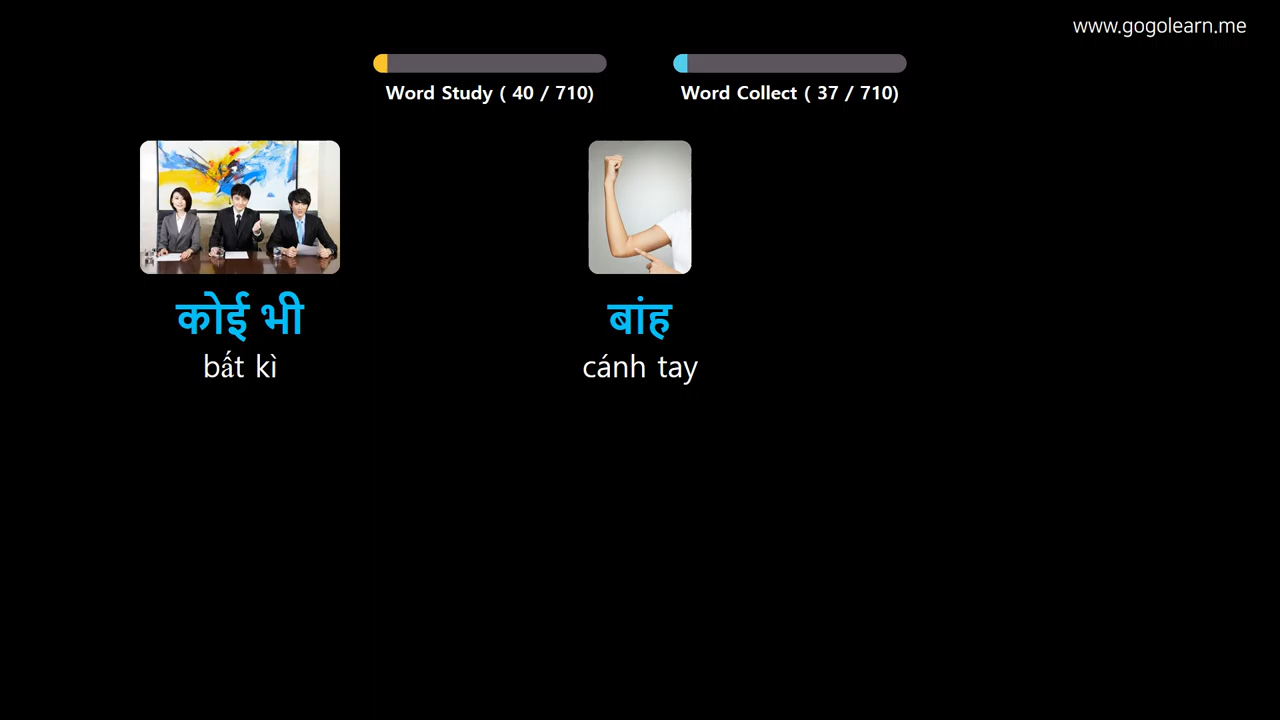 www.gogolearn.me
Word Study ( 40 / 710)
Word Collect ( 37 / 710)
कोई भी
बांह
bất kì
cánh tay